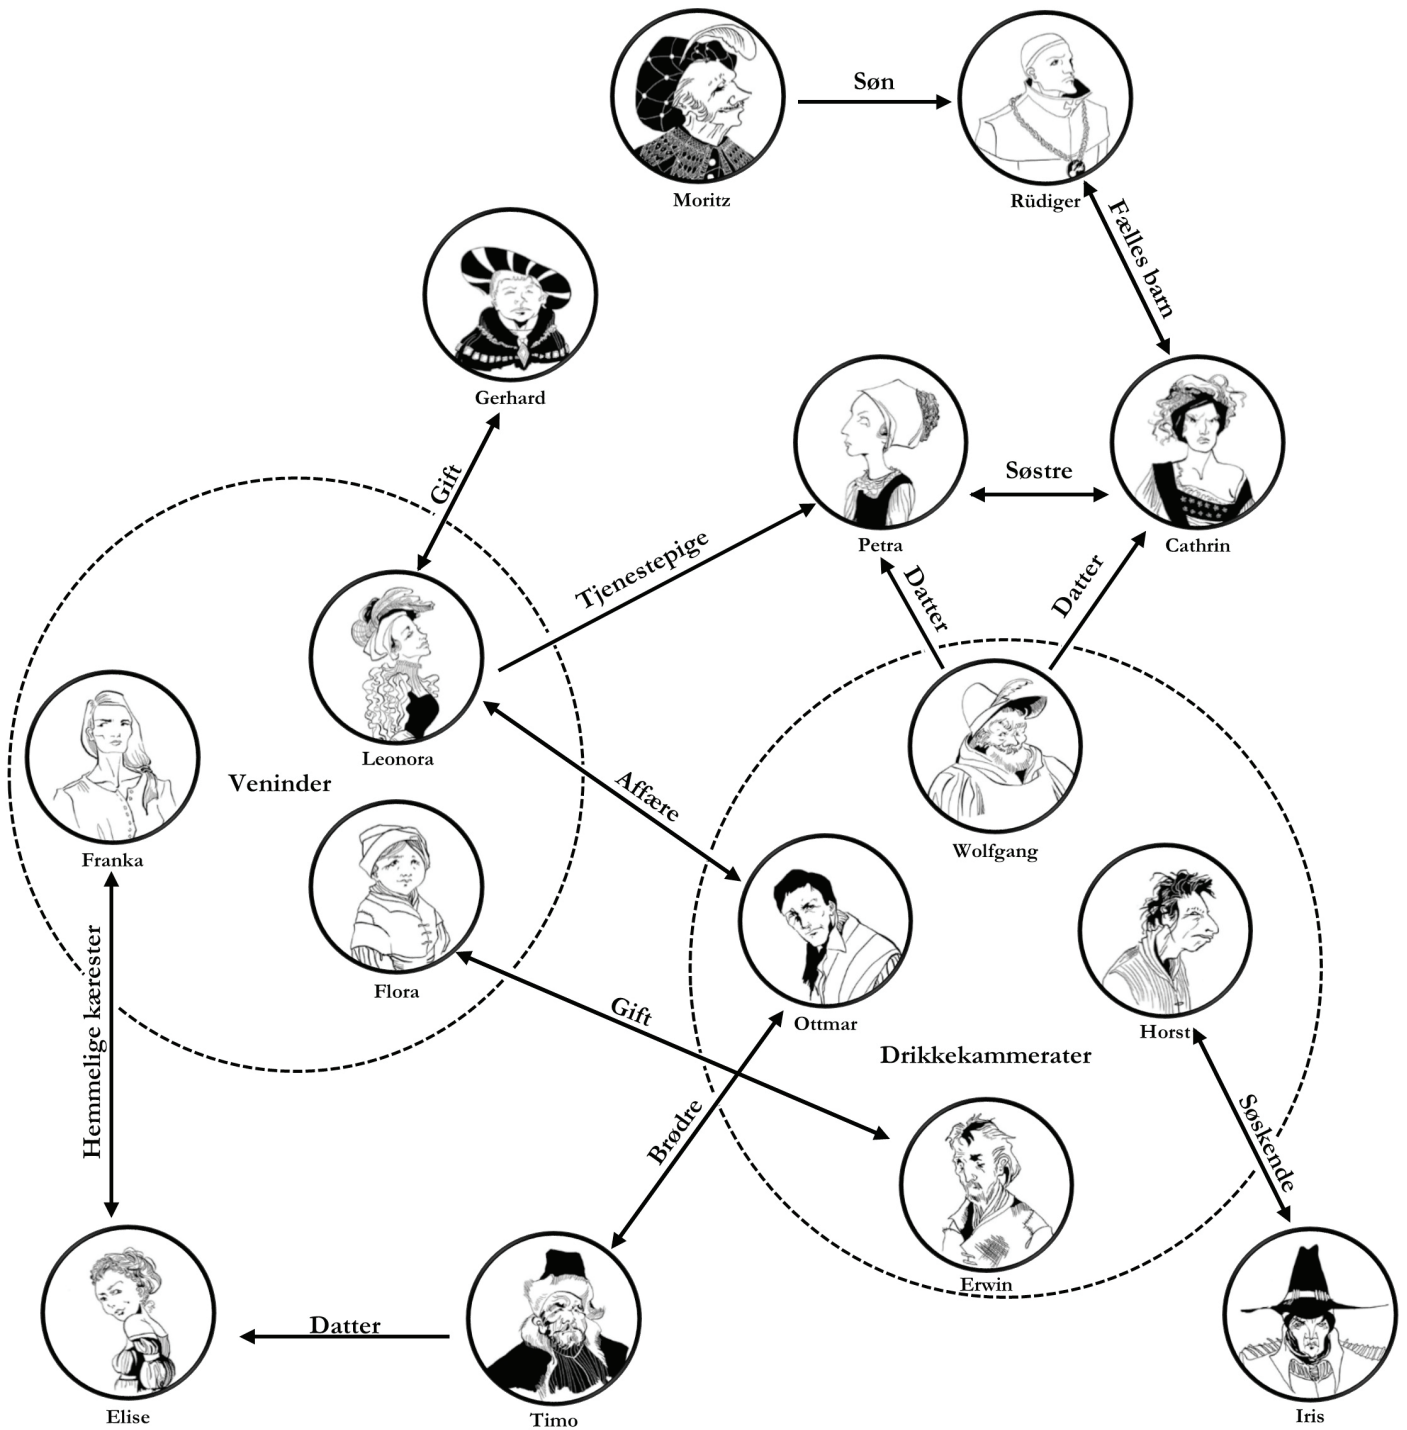 Søn
Moritz
Rüdiger
Fælles barn
Gerhard
Gift
Søstre
Petra
Cathrin
Tjenestepige
Datter
Datter
Leonora
Veninder
Affære
Wolfgang
Franka
Flora
Hemmelige kærester
Gift
Ottmar
Horst
Drikkekammerater
Brødre
Søskende
Erwin
Datter
Elise
Timo
Iris